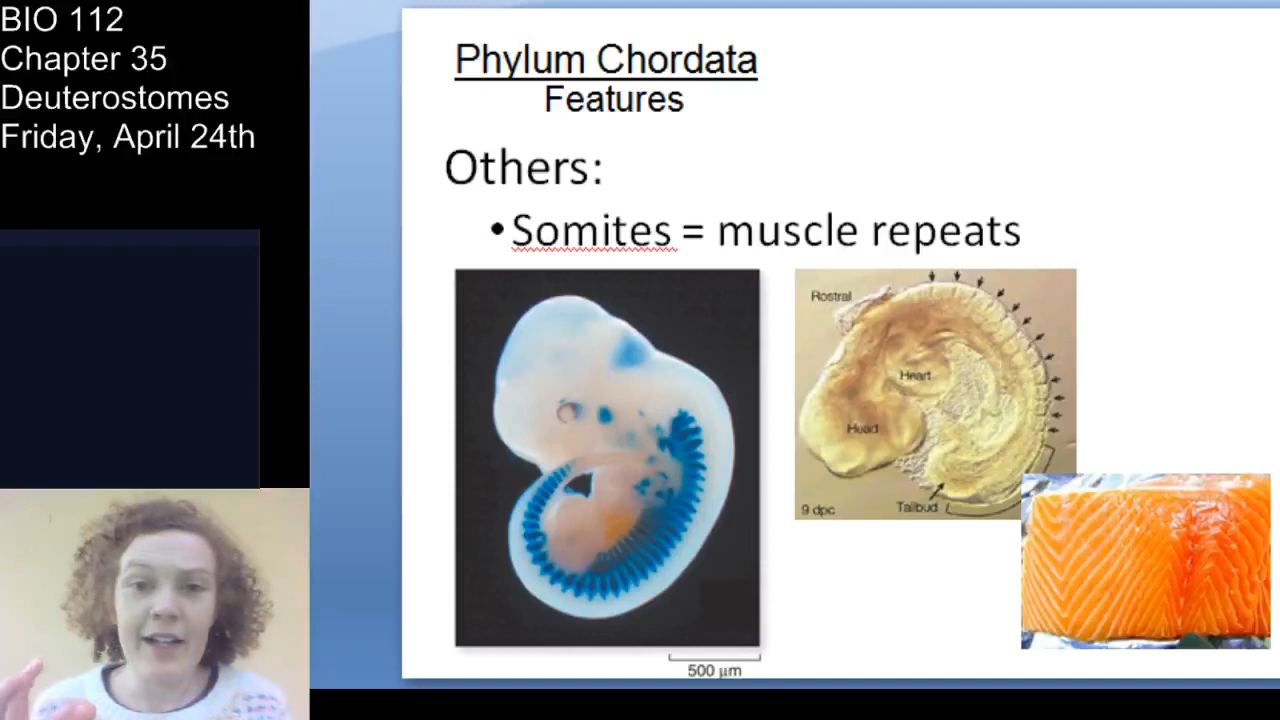 BIO 112
Chapter 35
Deuterostomes
Friday, April 24th
Phylum Chordata
Features
Others:
•Somites = muscle repeats
Rostral
Heart
Head
Tailbud
9 dpc
500 µm